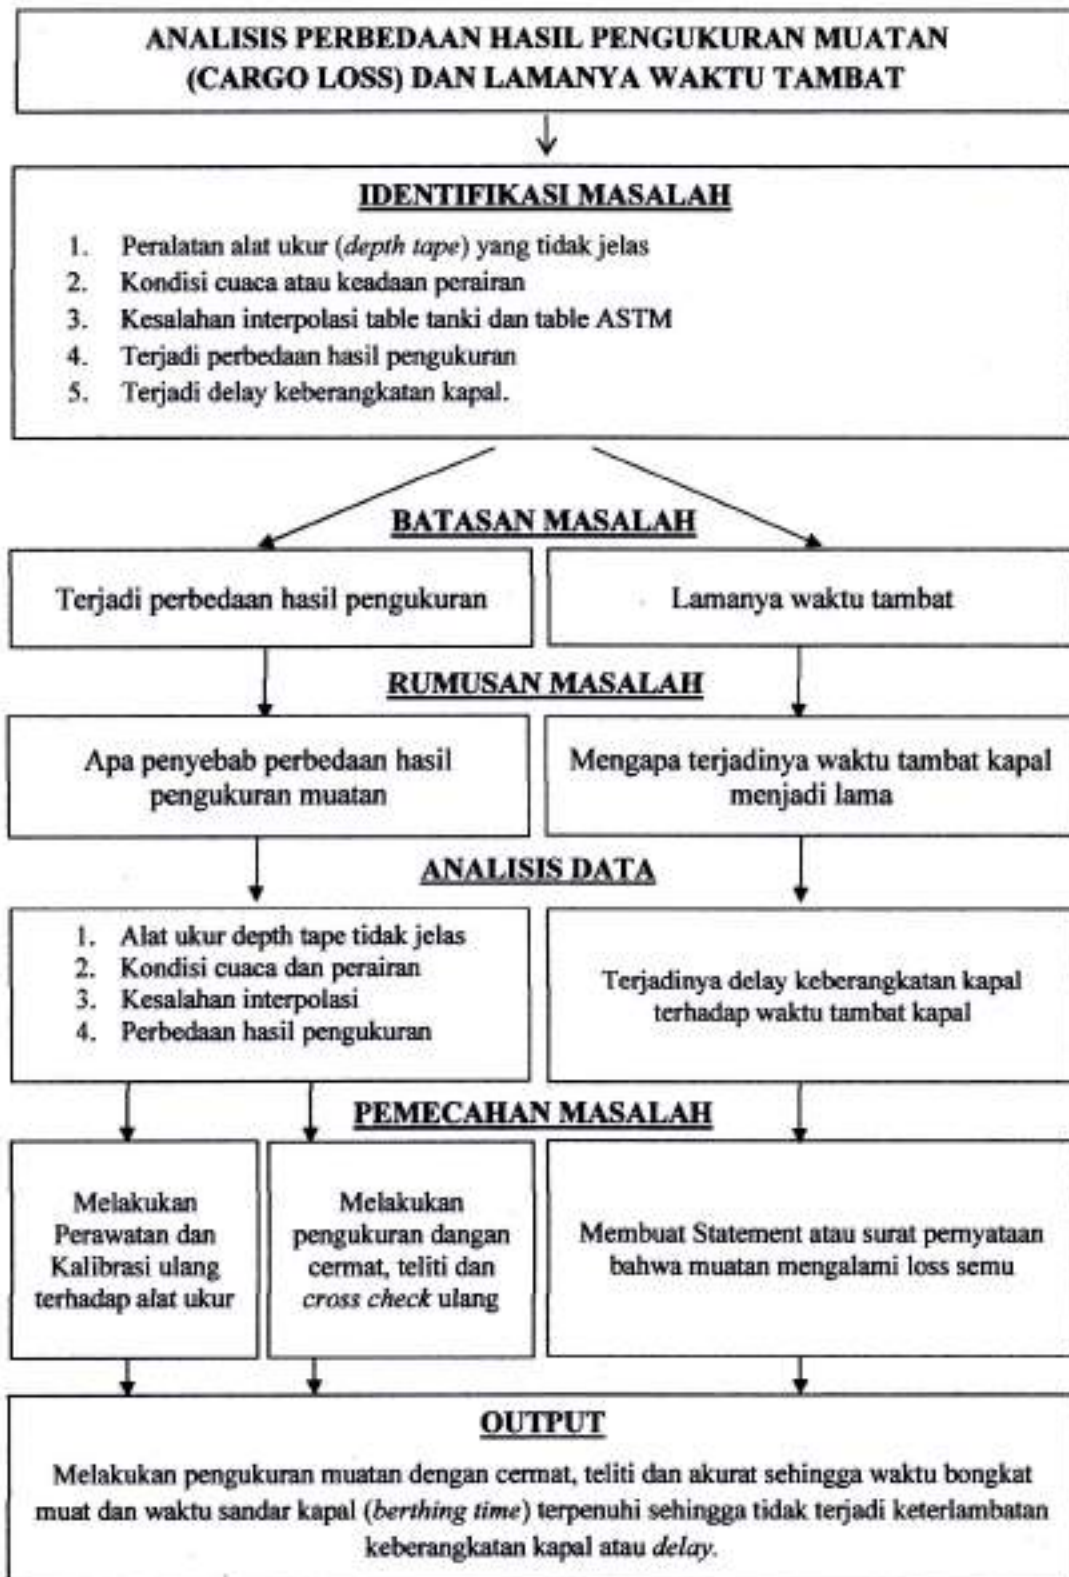 ANALISIS PERBEDAAN HASIL PENGUKURAN MUATAN
(CARGO LOSS) DAN LAMANYA WAKTU TAMBAT
IDENTIFIKASI MASALAH
1. Peralatan alat ukur (depth tape) yang tidak jelas
2. Kondisi cuaca atau keadaan perairan
3. Kesalahan interpolasi table tanki dan table ASTM
4. Terjadi perbedaan hasil pengukuran
5. Terjadi delay keberangkatan kapal.
BATASAN MASALAH
Terjadi perbedaan hasil pengukuran
Lamanya waktu tambat
RUMUSAN MASALAH
Apa penyebab perbedaan hasil
pengukuran muatan
Mengapa terjadinya waktu tambat kapal
menjadi lama
ANALISIS DATA
1. Alat ukur depth tape tidak jelas
2. Kondisi cuaca dan perairan
3. Kesalahan interpolasi
4. Perbedaan hasil pengukuran
Terjadinya delay keberangkatan kapal
terhadap waktu tambat kapal
PEMECAHAN MASALAH
Melakukan
Perawatan dan
Kalibrasi ulang
terhadap alat ukur
Melakukan
pengukuran dangan
cermat, teliti dan
cross check ulang
Membuat Statement atau surat pernyataan
bahwa muatan mengalami loss semu
OUTPUT
Melakukan pengukuran muatan dengan cermat, teliti dan akurat sehingga waktu bongkat
muat dan waktu sandar kapal (berthing time) terpenuhi sehingga tidak terjadi keterlambatan
keberangkatan kapal atau delay.